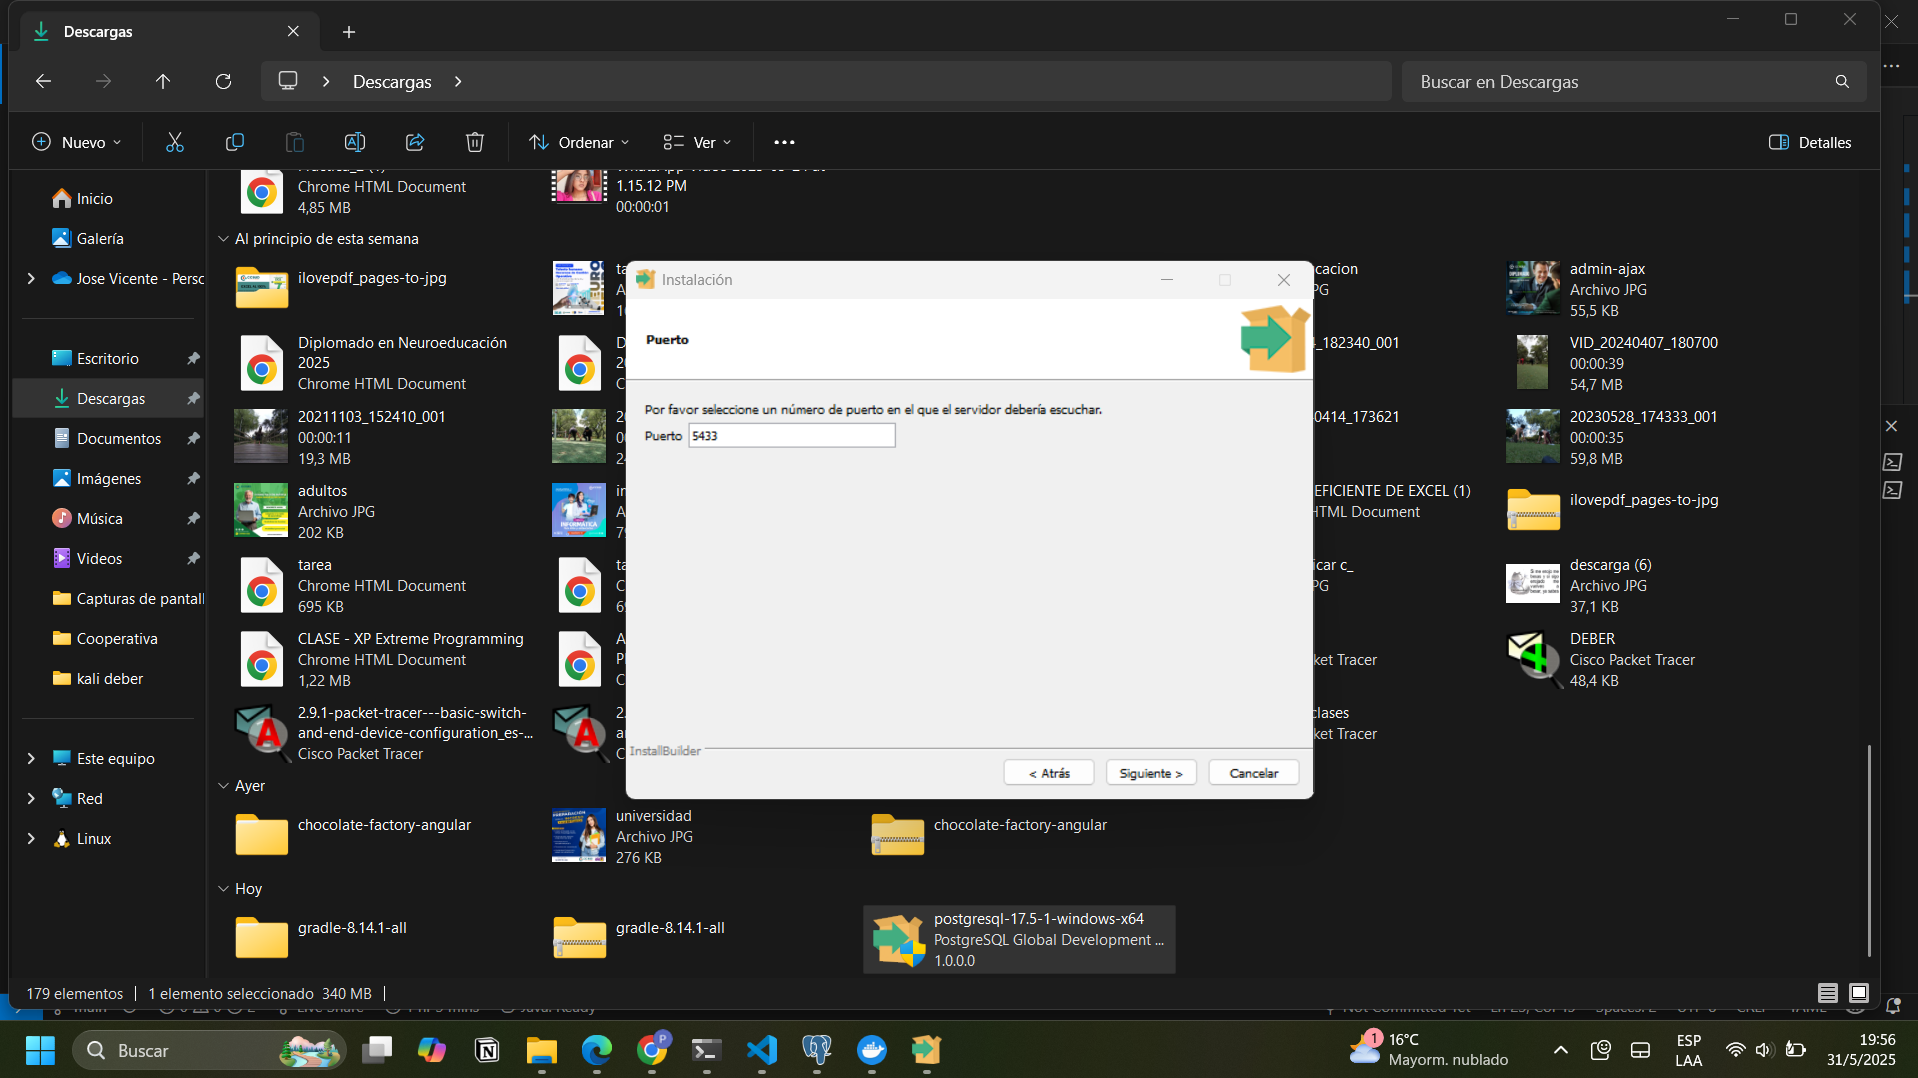 Descargas
Descargas
Buscar en Descargas
Nuevo
Ordenar
Ver
Detalles
Inicio
Galería
Jose Vicente - Persc
Escritorio
Descargas
Documentos
Imágenes
Música
Videos
Capturas de pantall
Cooperativa
kali deber
Este equipo
Red
Linux
Chrome HTML Document
4,85 MB
1.15.12 PM
00:00:01
Al principio de esta semana
ilovepdf_pages-to-jpg
cacion
admin-ajax
Archivo JPG
55,5 KB
Diplomado en Neuroeducación
2025
Chrome HTML Document
_182340_001
VID_20240407_180700
00:00:39
54,7 MB
20211103_152410_001
00:00:11
19,3 MB
0414_173621
20230528_174333_001
00:00:35
59,8 MB
adultos
Archivo JPG
202 KB
EFICIENTE DE EXCEL (1)
HTML Document
ilovepdf_pages-to-jpg
tarea
Chrome HTML Document
695 KB
icar c_
descarga (6)
Archivo JPG
37,1 KB
CLASE - XP Extreme Programming
Chrome HTML Document
1,22 MB
ket Tracer
DEBER
Cisco Packet Tracer
48,4 KB
2.9.1-packet-tracer---basic-switch-
and-end-device-configuration_es-...
Cisco Packet Tracer
clases
ket Tracer
Instalación
Puerto
Por favor seleccione un número de puerto en el que el servidor debería escuchar.
Puerto 5433
InstallBuilder
< Atrás
Siguiente >
Cancelar
Ayer
chocolate-factory-angular
universidad
Archivo JPG
276 KB
chocolate-factory-angular
Hoy
gradle-8.14.1-all
gradle-8.14.1-all
postgresql-17.5-1-windows-x64
PostgreSQL Global Development ...
1.0.0.0
179 elementos
1 elemento seleccionado 340 MB
Buscar
1
16°C
Mayorm. nublado
ESP
LAA
19:56
31/5/2025